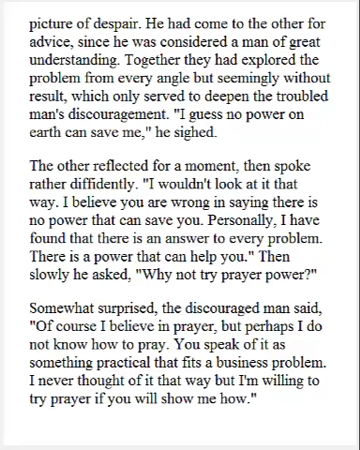 picture of despair. He had come to the other for
advice, since he was considered a man of great
understanding. Together they had explored the
problem from every angle but seemingly without
result, which only served to deepen the troubled
man's discouragement. "I guess no power on
earth can save me," he sighed.
The other reflected for a moment, then spoke
rather diffidently. "I wouldn't look at it that
way. I believe you are wrong in saying there is
no power that can save you. Personally, I have
found that there is an answer to every problem.
There is a power that can help you." Then
slowly he asked, "Why not try prayer power?"
Somewhat surprised, the discouraged man said,
"Of course I believe in prayer, but perhaps I do
not know how to pray. You speak of it as
something practical that fits a business problem.
I never thought of it that way but I'm willing to
try prayer if you will show me how."